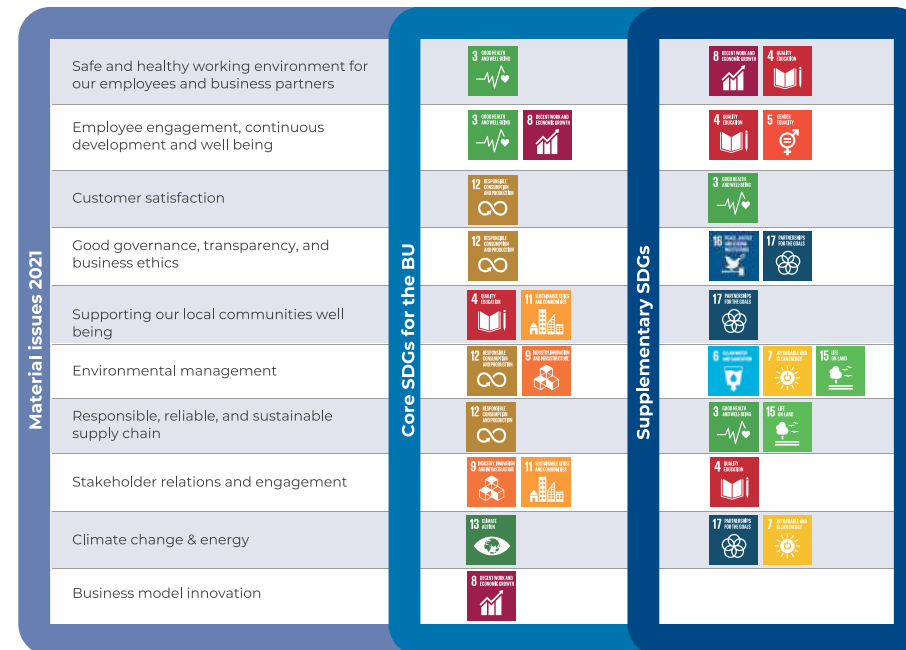 Material issues 2021
Core SDGs for the BU
Supplementary SDGs
Safe and healthy working environment for
our employees and business partners
3 GOOD HEALTH
AND WELL-BEING
8 DECENT WORK AND
ECONOMIC GROWTH
4 QUALITY
EDUCATION
Employee engagement, continuous
development and well being
3 GOOD HEALTH
AND WELL-BEING
8 DECENT WORK AND
ECONOMIC GROWTH
4 QUALITY
EDUCATION
5 GENDER
EQUALITY
Customer satisfaction
12 RESPONSIBLE
CONSUMPTION
AND PRODUCTION
3 GOOD HEALTH
AND WELL-BEING
Good governance, transparency, and
business ethics
12 RESPONSIBLE
CONSUMPTION
AND PRODUCTION
16
17 PARTNERSHIPS
FOR THE GOALS
Supporting our local communities well
being
4 QUALITY
EDUCATION
11 SUSTAINABLE CITIES
AND COMMUNITIES
17 PARTNERSHIPS
FOR THE GOALS
Environmental management
12 RESPONSIBLE
CONSUMPTION
AND PRODUCTION
9 INDUSTRY, INNOVATION
AND INFRASTRUCTURE
6 CLEAN WATER
AND SANITATION
7 AFFORDABLE AND
CLEAN ENERGY
15 LIFE
ON LAND
Responsible, reliable, and sustainable
supply chain
12 RESPONSIBLE
CONSUMPTION
AND PRODUCTION
3 GOOD HEALTH
AND WELL-BEING
15 LIFE
ON LAND
Stakeholder relations and engagement
9 INDUSTRY, INNOVATION
AND INFRASTRUCTURE
11 SUSTAINABLE CITIES
AND COMMUNITIES
4 QUALITY
EDUCATION
Climate change & energy
13 CLIMATE
ACTION
17 PARTNERSHIPS
FOR THE GOALS
7 AFFORDABLE AND
CLEAN ENERGY
Business model innovation
8 DECENT WORK AND
ECONOMIC GROWTH